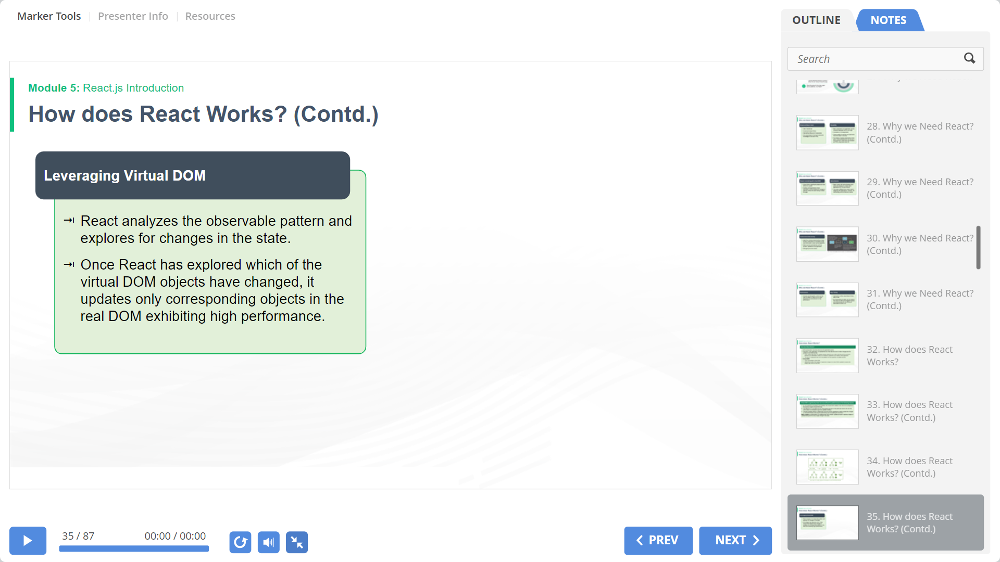 Marker Tools
Presenter Info
Resources
OUTLINE
NOTES
Search
Module 5: React.js Introduction
How does React Works? (Contd.)
Leveraging Virtual DOM
React analyzes the observable pattern and
explores for changes in the state.
Once React has explored which of the
virtual DOM objects have changed, it
updates only corresponding objects in the
real DOM exhibiting high performance.
28. Why we Need React?
(Contd.)
29. Why we Need React?
(Contd.)
30. Why we Need React?
(Contd.)
31. Why we Need React?
(Contd.)
32. How does React
Works?
33. How does React
Works? (Contd.)
34. How does React
Works? (Contd.)
35. How does React
Works? (Contd.)
35 / 87
00:00 / 00:00
PREV
NEXT